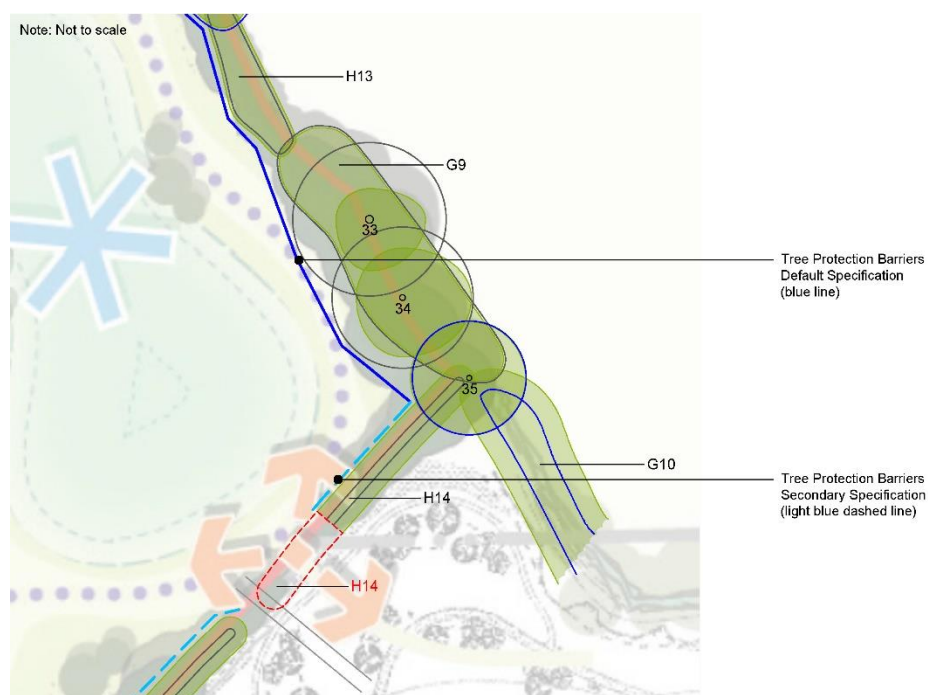 Note: Not to scale
H13
G9
33
Tree Protection Barriers
Default Specification
(blue line)
34
35
G10
Tree Protection Barriers
Secondary Specification
(light blue dashed line)
H14
H14